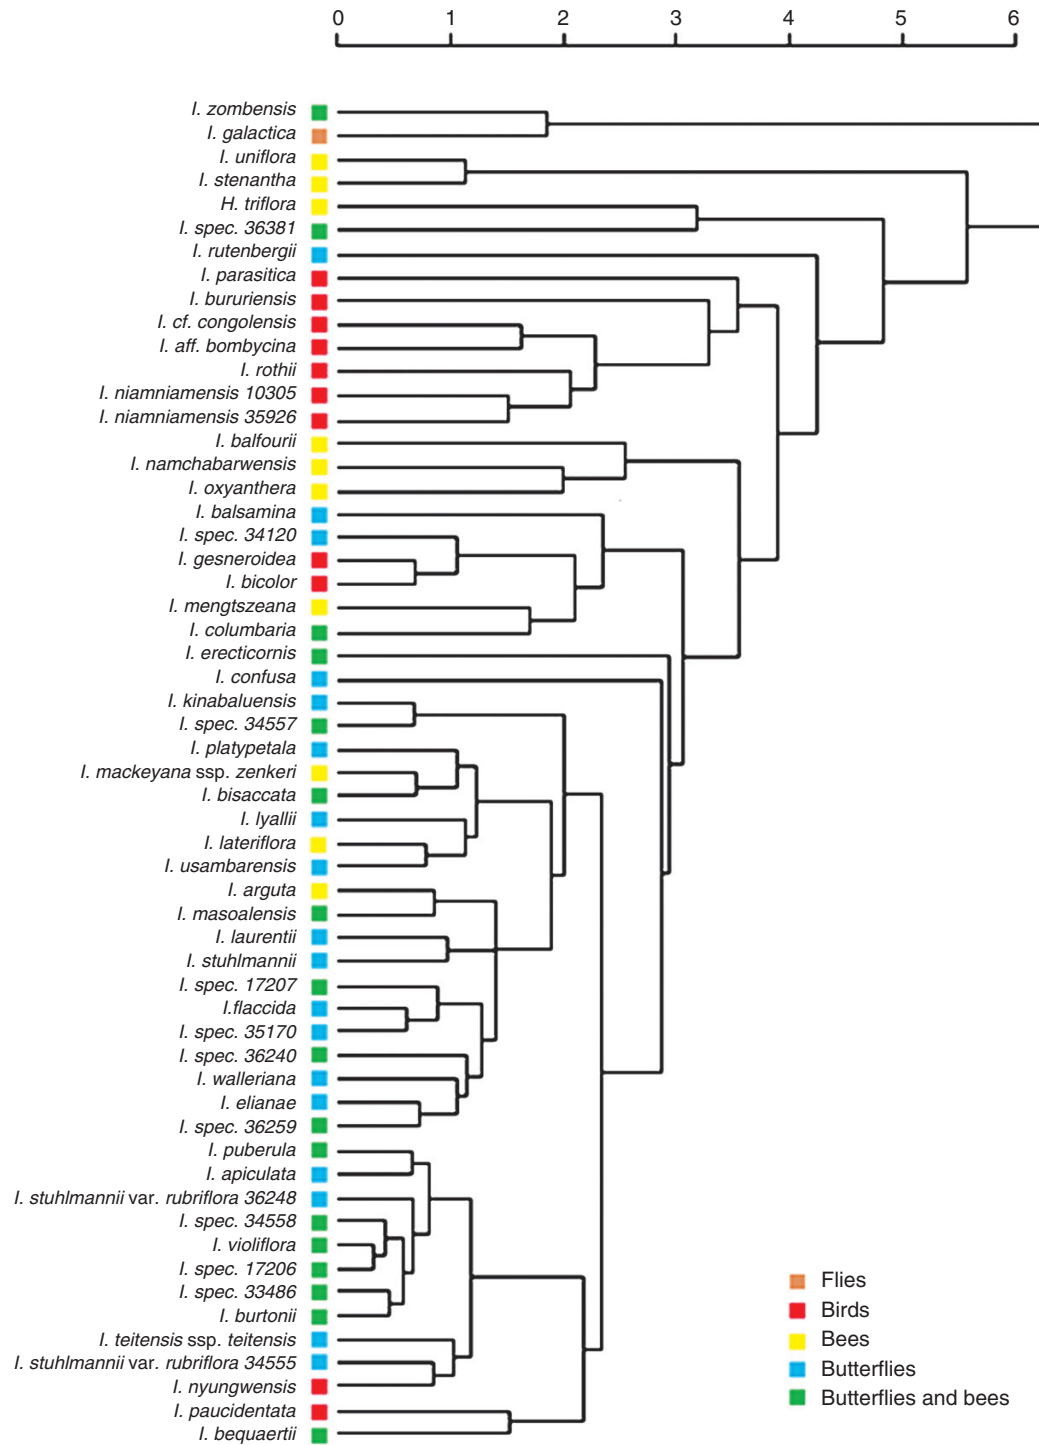 0 1 2 3 4 5 6
I. zombensis
I. galactica
I. uniflora
I. stenantha
H. triflora
I. spec. 36381
I. rutenbergii
I. parasitica
I. bururiensis
I. cf. congolensis
I. aff. bombycina
I. rothii
I. niamniamensis 10305
I. niamniamensis 35926
I. balfourii
I. namchabarwensis
I. oxyanthera
I. balsamina
I. spec. 34120
I. gesneroidea
I. bicolor
I. mengtszeana
I. columbaria
I. erecticornis
I. confusa
I. kinabaluensis
I. spec. 34557
I. platypetala
I. mackeyana ssp. zenkeri
I. bisaccata
I. lyallii
I. lateriflora
I. usambarensis
I. arguta
I. masoalensis
I. laurentii
I. stuhlmannii
I. spec. 17207
I.flaccida
I. spec. 35170
I. spec. 36240
I. walleriana
I. elianae
I. spec. 36259
I. puberula
I. apiculata
I. stuhlmannii var. rubriflora 36248
I. spec. 34558
I. violiflora
I. spec. 17206
I. spec. 33486
I. burtonii
I. teitensis ssp. teitensis
I. stuhlmannii var. rubriflora 34555
I. nyungwensis
I. paucidentata
I. bequaertii
Flies
Birds
Bees
Butterflies
Butterflies and bees